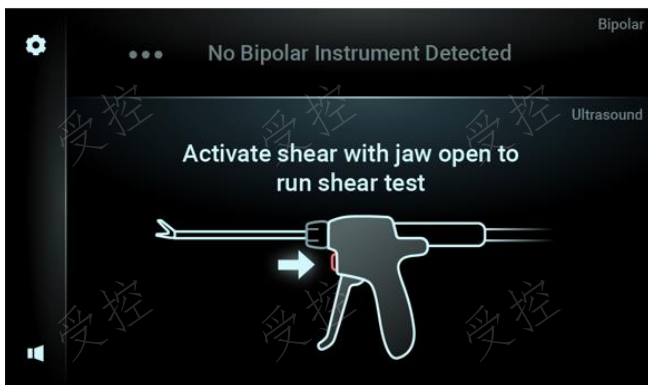 Bipolar
No Bipolar Instrument Detected
Ultrasound
受控 受控 受控
Activate shear with jaw open to
run shear test
受控 受控 受控